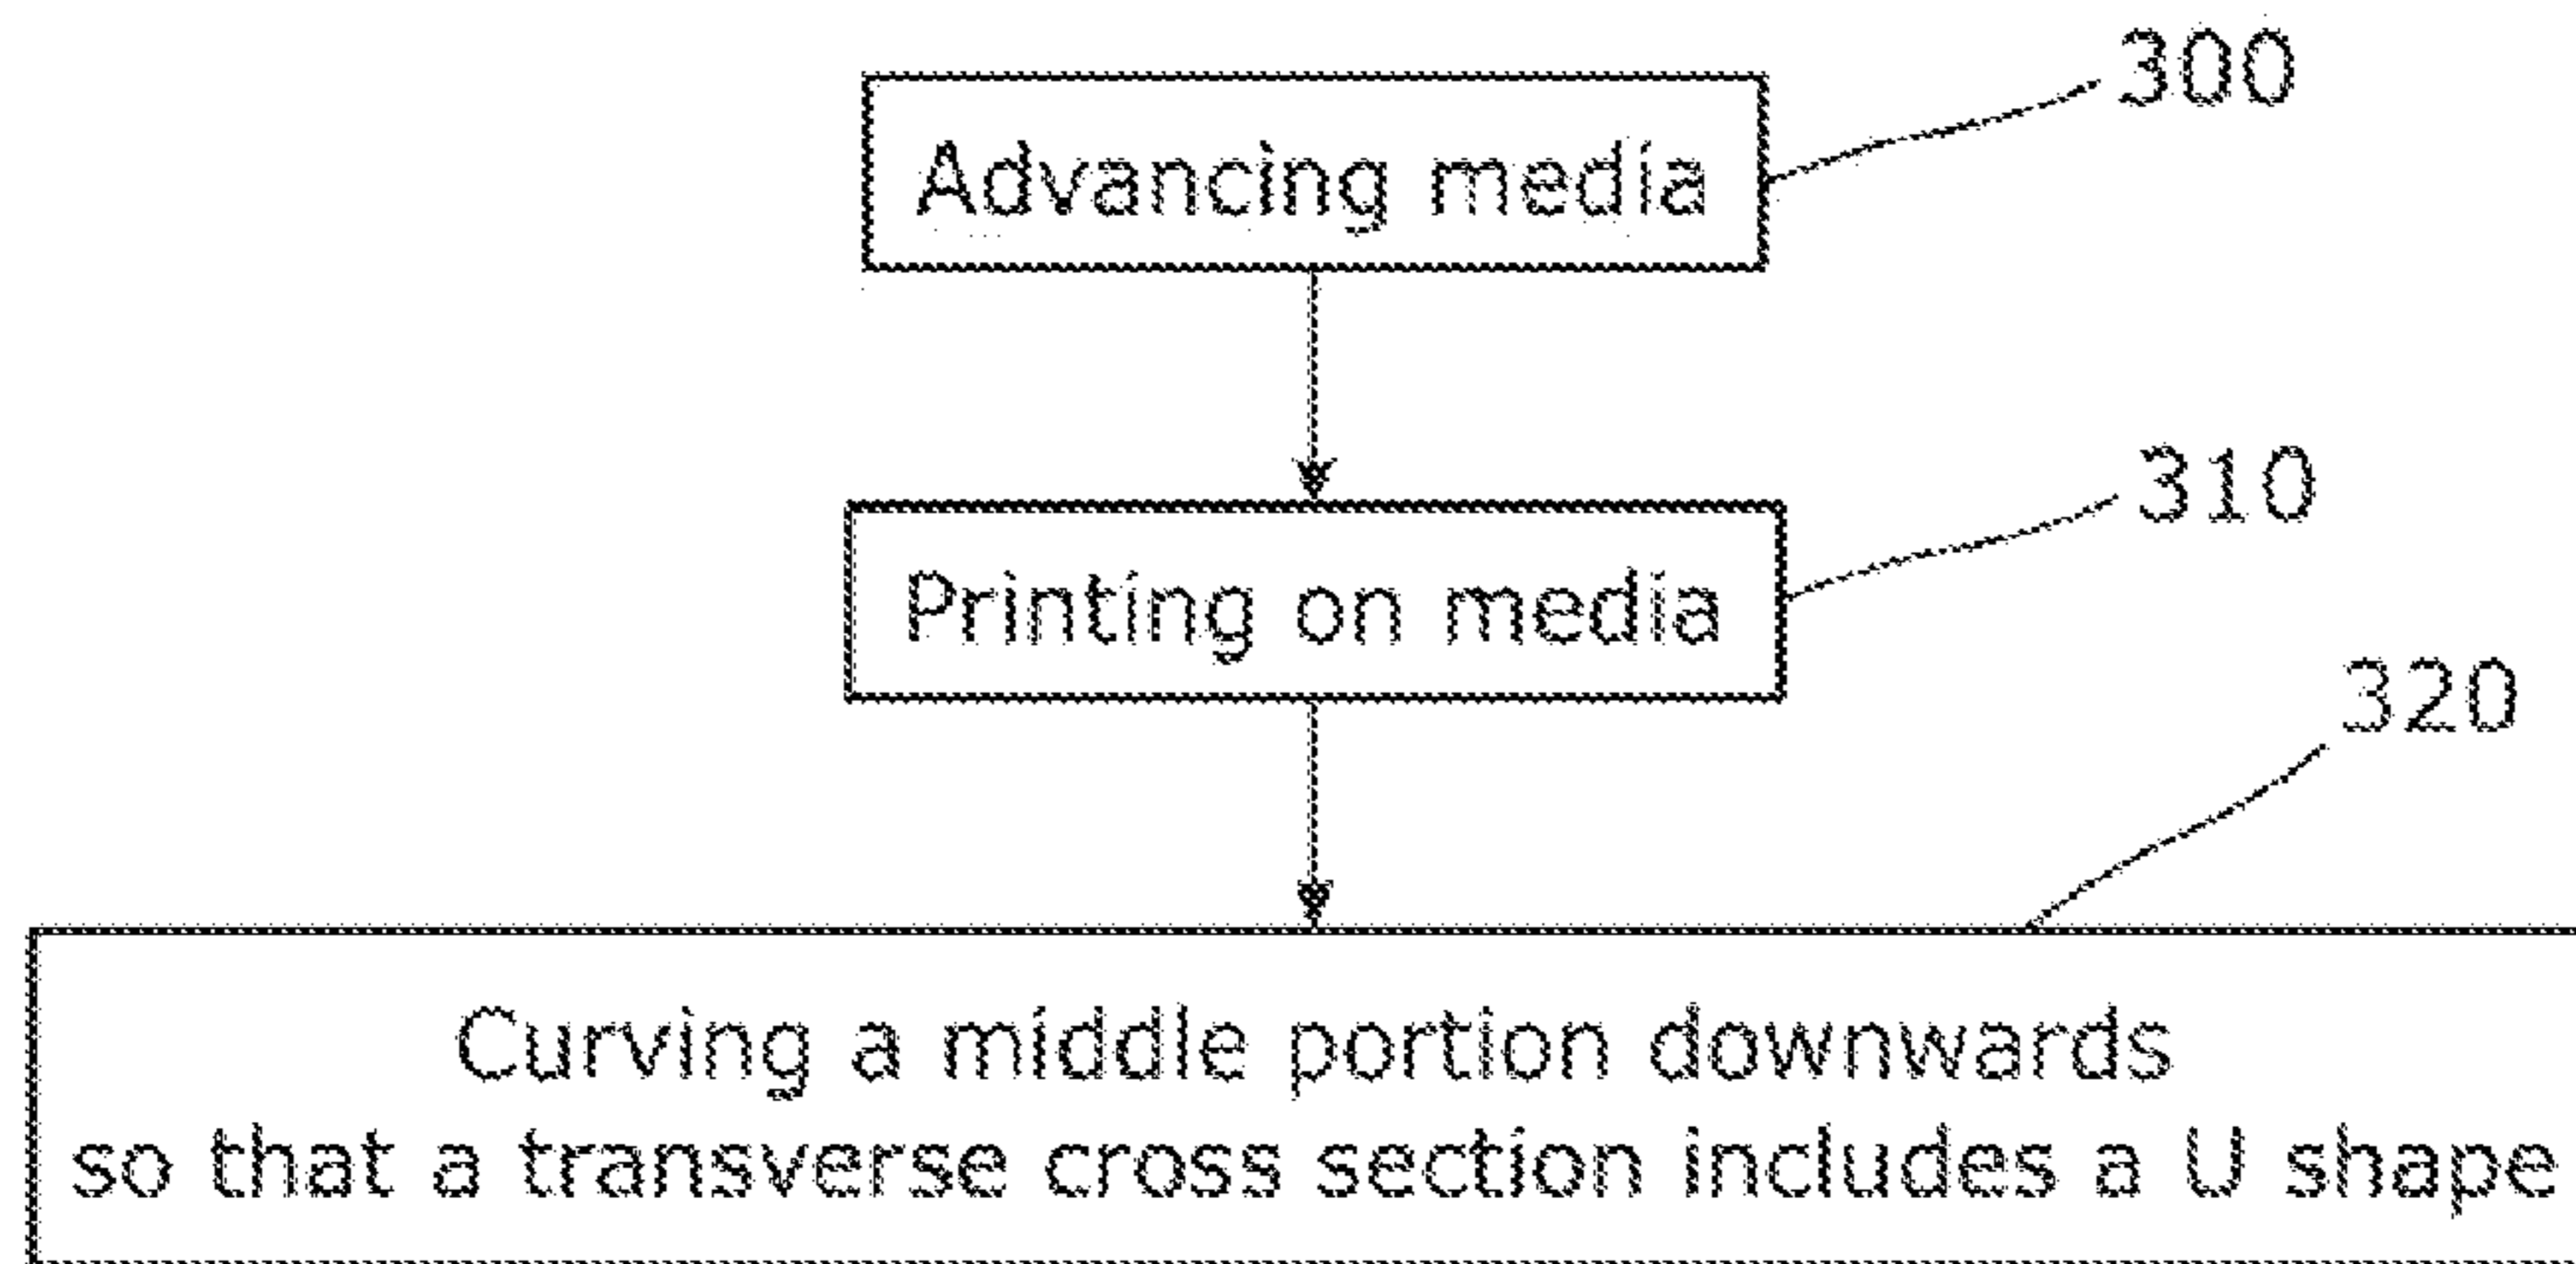 300
Advancing media
310
Printing on media
320
Curving a middle portion downwards
so that a transverse cross section includes a U shape